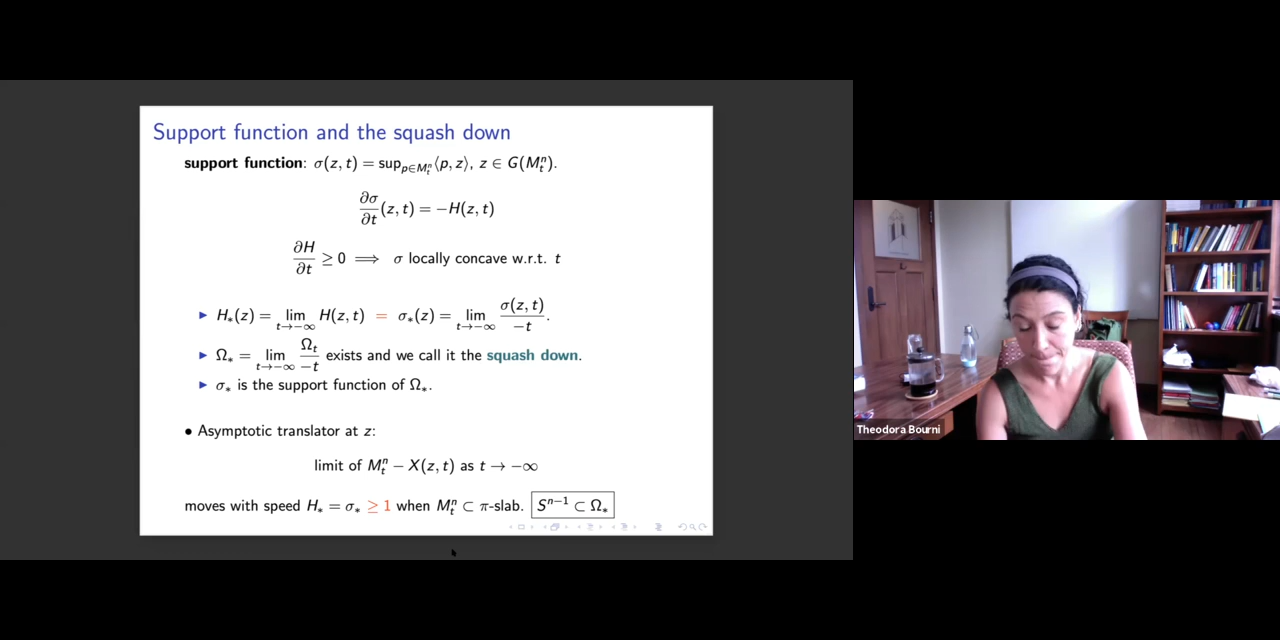 Support function and the squash down
support function: σ(z, t) = sup_{p∈M_t^n}⟨p, z⟩, z ∈ G(M_t^n).
∂σ/∂t (z, t) = −H(z, t)
∂H/∂t ≥ 0 ⟹ σ locally concave w.r.t. t
▶ H_*(z) = lim_{t→−∞} H(z, t) = σ_*(z) = lim_{t→−∞} σ(z, t)/−t.
▶ Ω_* = lim_{t→−∞} Ω_t/−t exists and we call it the squash down.
▶ σ_* is the support function of Ω_*.
• Asymptotic translator at z:
limit of M_t^n − X(z, t) as t → −∞
moves with speed H_* = σ_* ≥ 1 when M_t^n ⊂ π-slab. S^{n−1} ⊂ Ω_*
Theodora Bourni